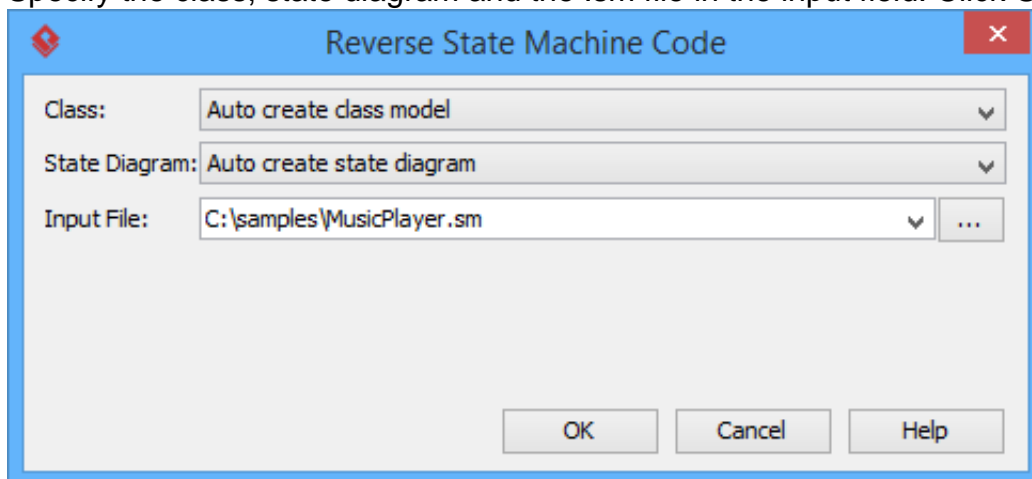 Reverse State Machine Code
Class: Auto create class model
State Diagram: Auto create state diagram
Input File: C:\samples\MusicPlayer.sm ...
OK Cancel Help